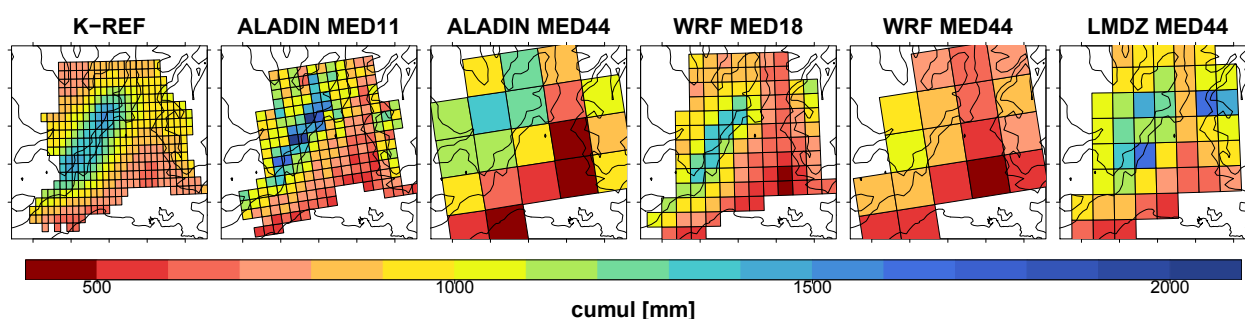 K−REF ALADIN MED11 ALADIN MED44 WRF MED18 WRF MED44 LMDZ MED44
500 1000 1500 2000
cumul [mm]